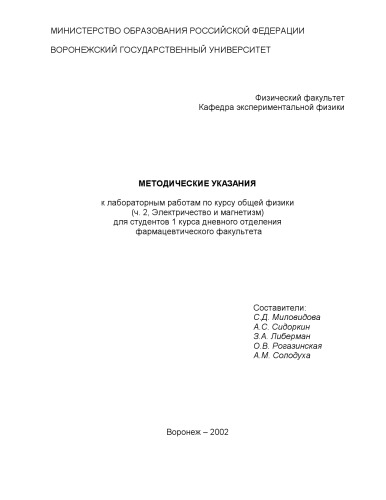 МИНИСТЕРСТВО ОБРАЗОВАНИЯ РОССИЙСКОЙ ФЕДЕРАЦИИ
ВОРОНЕЖСКИЙ ГОСУДАРСТВЕННЫЙ УНИВЕРСИТЕТ
Физический факультет
Кафедра экспериментальной физики
МЕТОДИЧЕСКИЕ УКАЗАНИЯ
к лабораторным работам по курсу общей физики
(ч. 2, Электричество и магнетизм)
для студентов 1 курса дневного отделения
фармацевтического факультета
Составители:
С.Д. Миловидова
А.С. Сидоркин
З.А. Либерман
О.В. Рогазинская
А.М. Солодуха
Воронеж – 2002